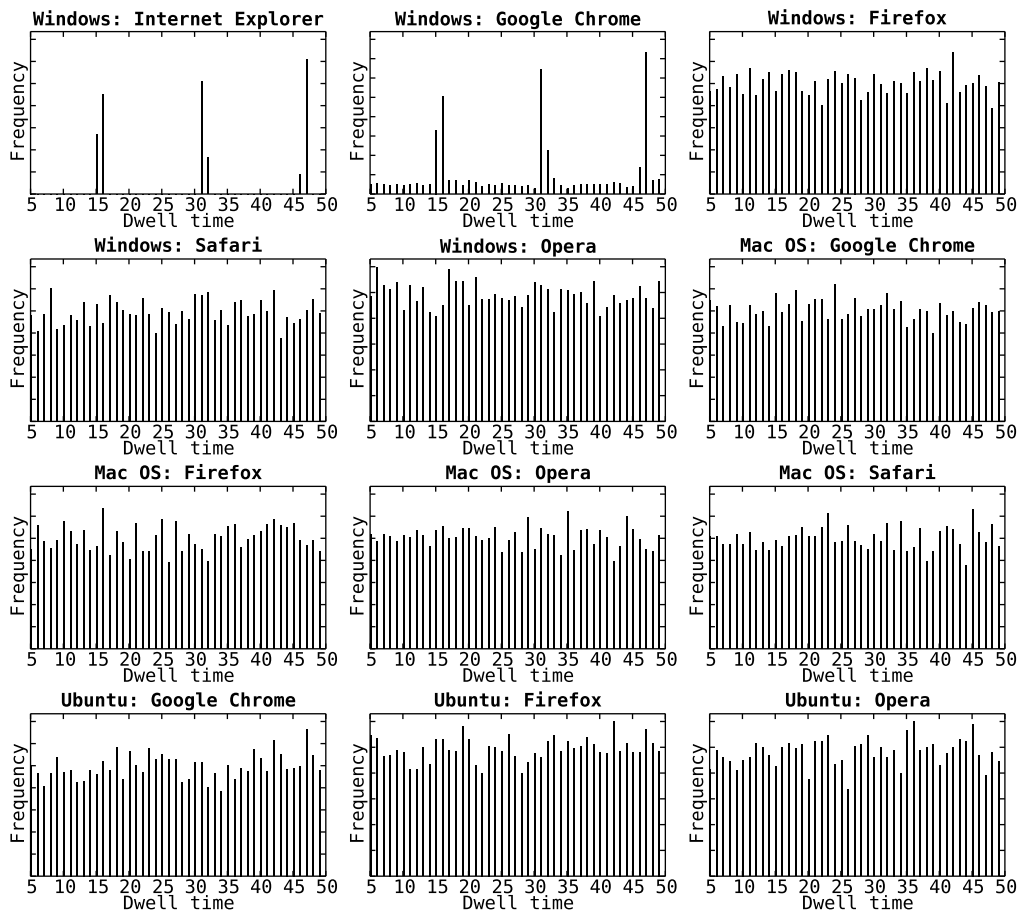 Windows: Internet Explorer
Frequency
5 10 15 20 25 30 35 40 45 50
Dwell time
Windows: Google Chrome
Frequency
5 10 15 20 25 30 35 40 45 50
Dwell time
Windows: Firefox
Frequency
5 10 15 20 25 30 35 40 45 50
Dwell time
Windows: Safari
Frequency
5 10 15 20 25 30 35 40 45 50
Dwell time
Windows: Opera
Frequency
5 10 15 20 25 30 35 40 45 50
Dwell time
Mac OS: Google Chrome
Frequency
5 10 15 20 25 30 35 40 45 50
Dwell time
Mac OS: Firefox
Frequency
5 10 15 20 25 30 35 40 45 50
Dwell time
Mac OS: Opera
Frequency
5 10 15 20 25 30 35 40 45 50
Dwell time
Mac OS: Safari
Frequency
5 10 15 20 25 30 35 40 45 50
Dwell time
Ubuntu: Google Chrome
Frequency
5 10 15 20 25 30 35 40 45 50
Dwell time
Ubuntu: Firefox
Frequency
5 10 15 20 25 30 35 40 45 50
Dwell time
Ubuntu: Opera
Frequency
5 10 15 20 25 30 35 40 45 50
Dwell time